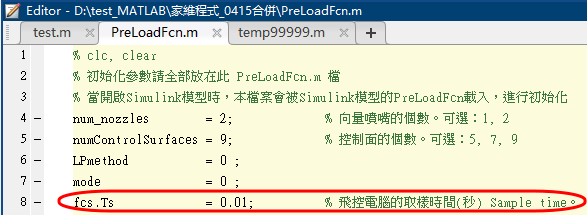 Editor - D:\test_MATLAB\家維程式_0415合併\PreLoadFcn.m
test.m × PreLoadFcn.m × temp99999.m × +
1 % clc, clear
2 % 初始化參數請全部放在此 PreLoadFcn.m 檔
3 % 當開啟Simulink模型時，本檔案會被Simulink模型的PreLoadFcn載入，進行初始化
4 - num_nozzles = 2; % 向量噴嘴的個數。可選：1, 2
5 - numControlSurfaces = 9; % 控制面的個數。可選：5, 7, 9
6 - LPmethod = 0 ;
7 - mode = 0 ;
8 - fcs.Ts = 0.01; % 飛控電腦的取樣時間(秒) Sample time。